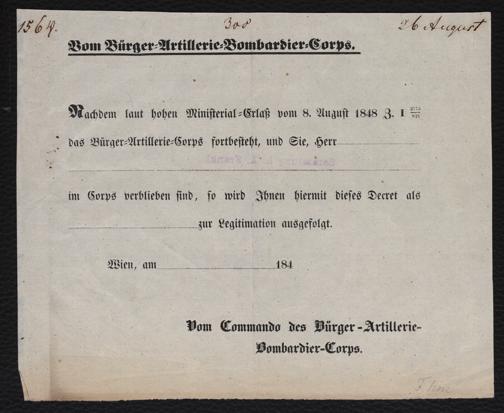 1564. 308 26 August
Vom Bürger-Artillerie-Bombardier-Corps.
Nachdem laut hohen Ministerial-Erlaß vom 8. August 1848 Z. 1
das Bürger-Artillerie-Corps fortbesteht, und Sie, Herr
im Corps verblieben sind, so wird Ihnen hiermit dieses Decret als
zur Legitimation ausgefolgt.
Wien, am 184
Vom Commando des Bürger-Artillerie-
Bombardier-Corps.